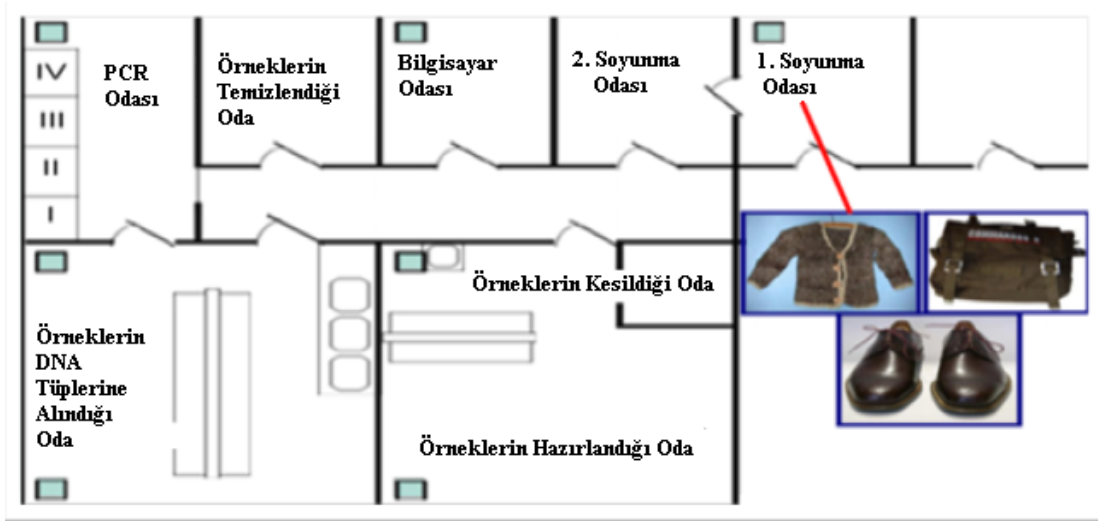 IV
III
II
I
PCR
Odası
Örneklerin
Temizlendiği
Oda
Bilgisayar
Odası
2. Soyunma
Odası
1. Soyunma
Odası
Örneklerin Kesildiği Oda
Örneklerin
DNA
Tüplerine
Alındığı
Oda
Örneklerin Hazırlandığı Oda